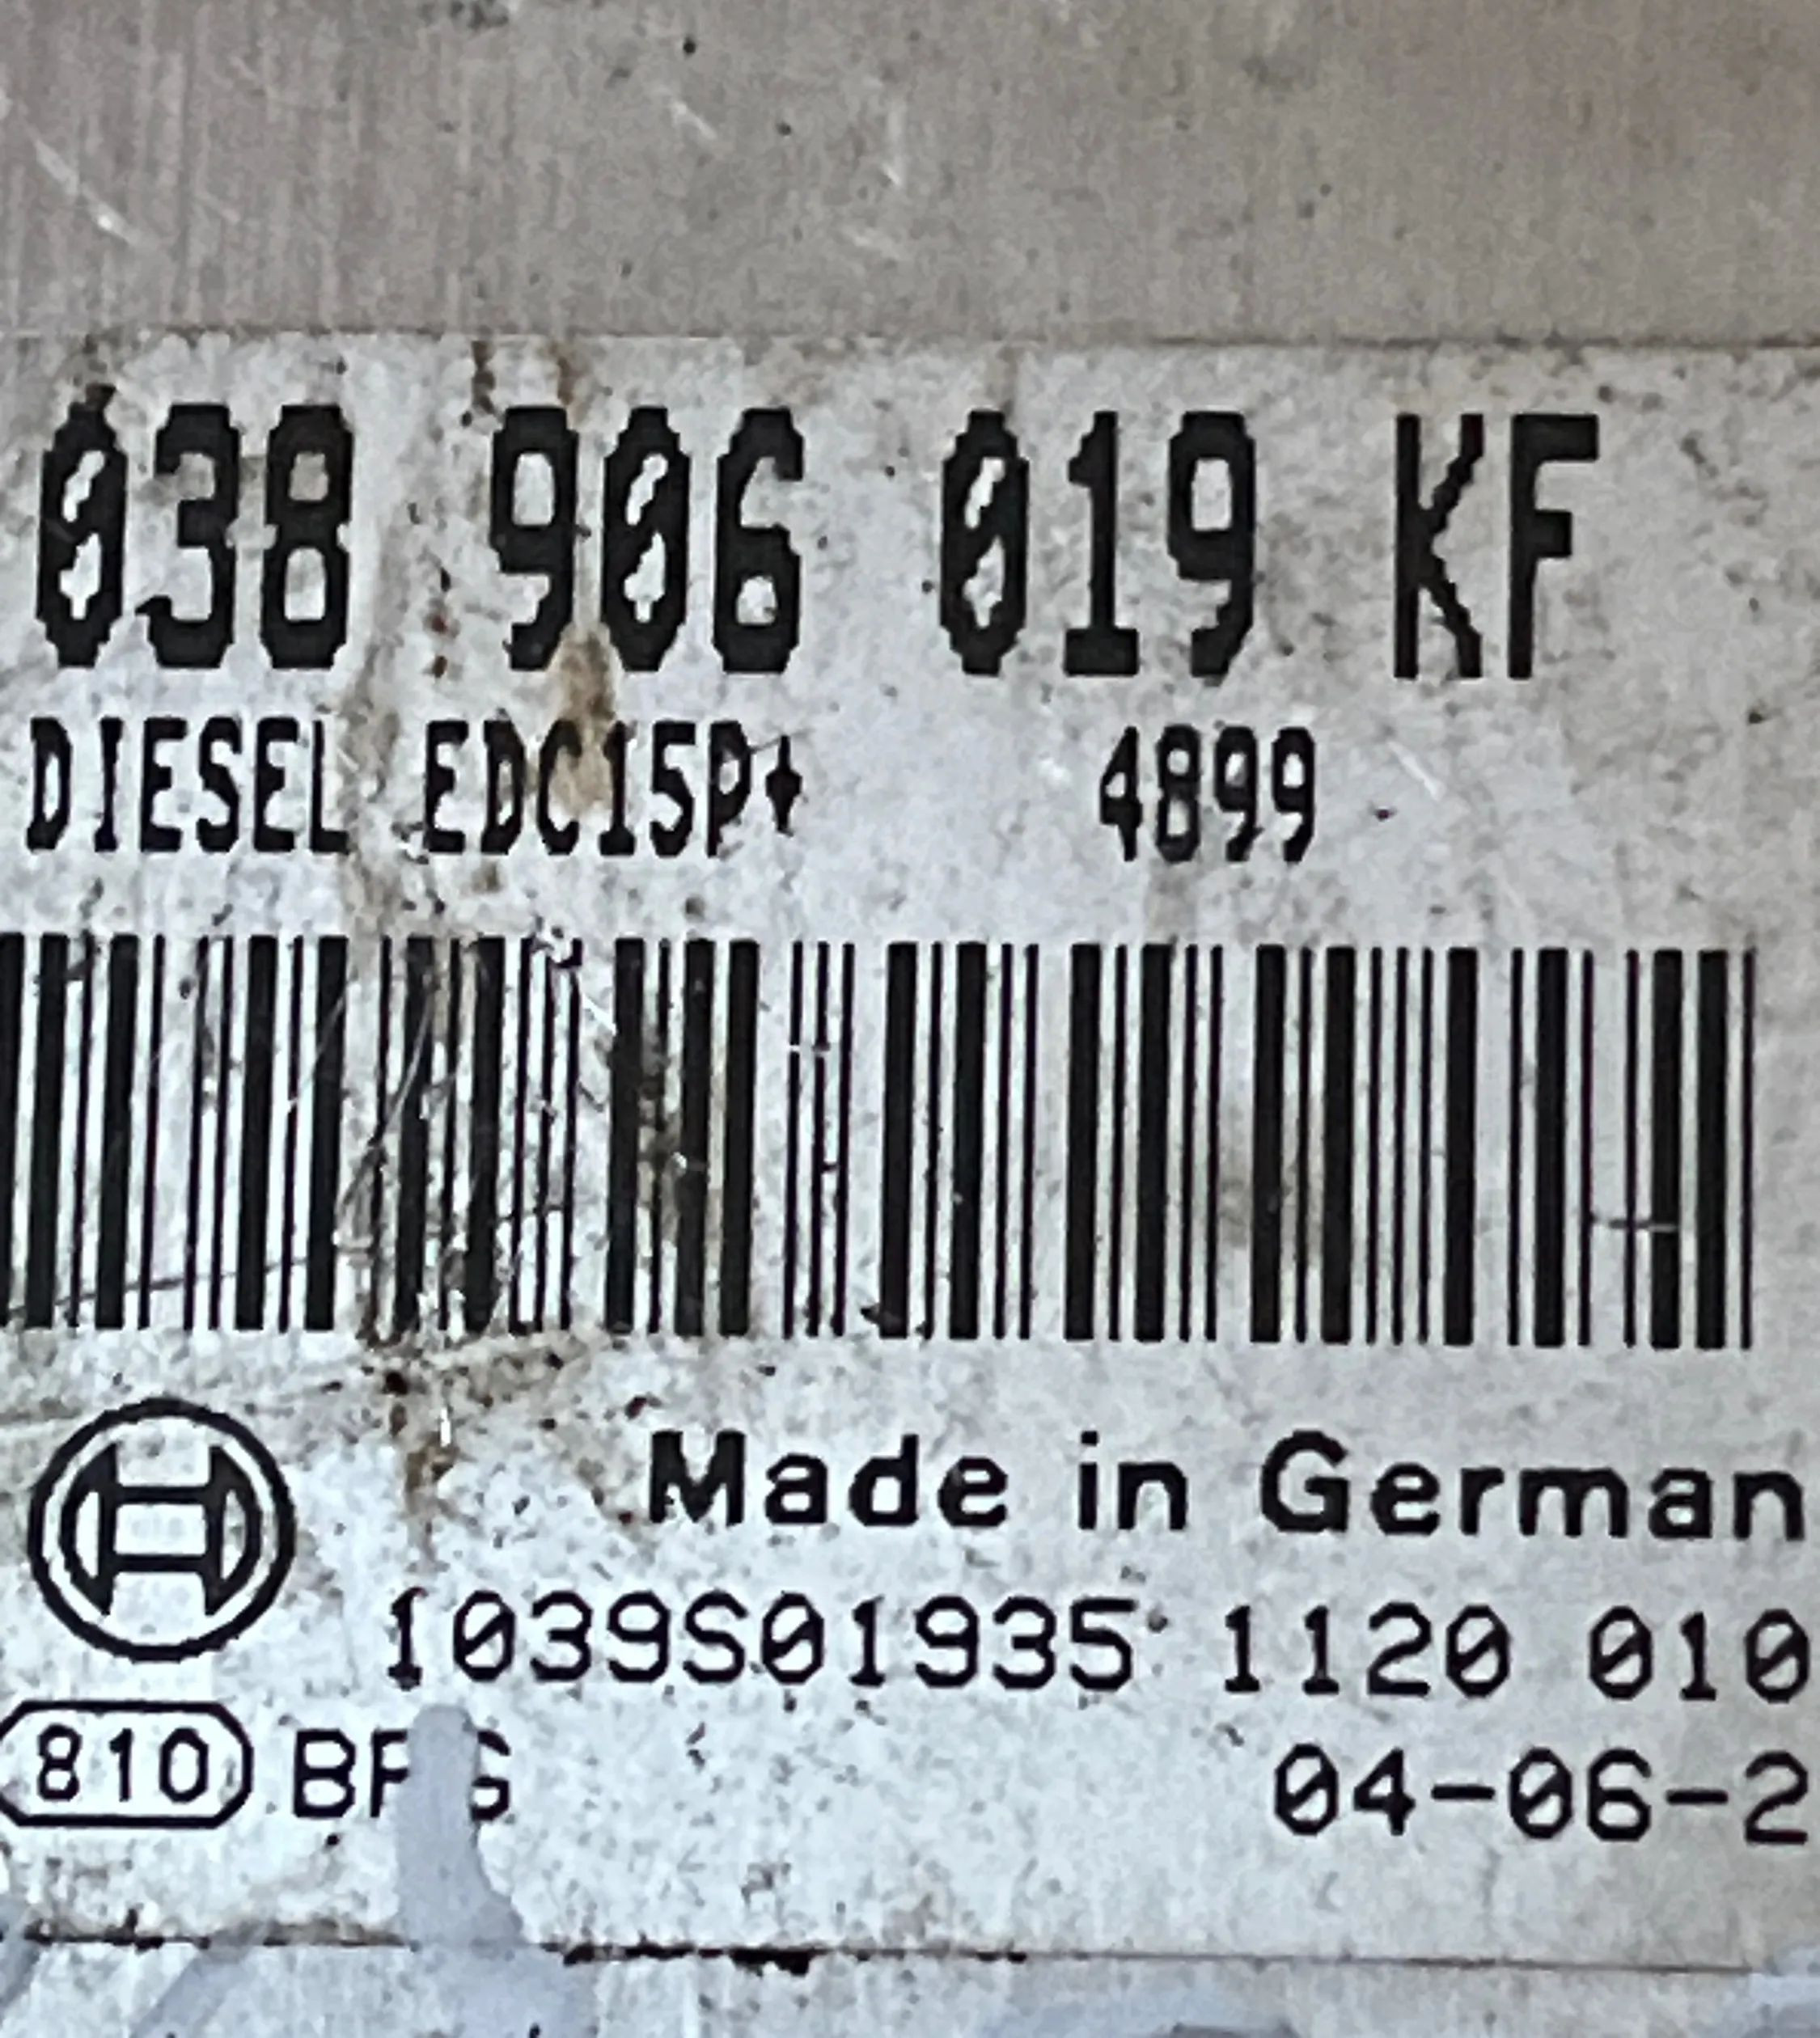 038 906 019 KF
DIESEL EDC15P+ 4899
Made in German
1039S01935 1120 010
810
04-06-2